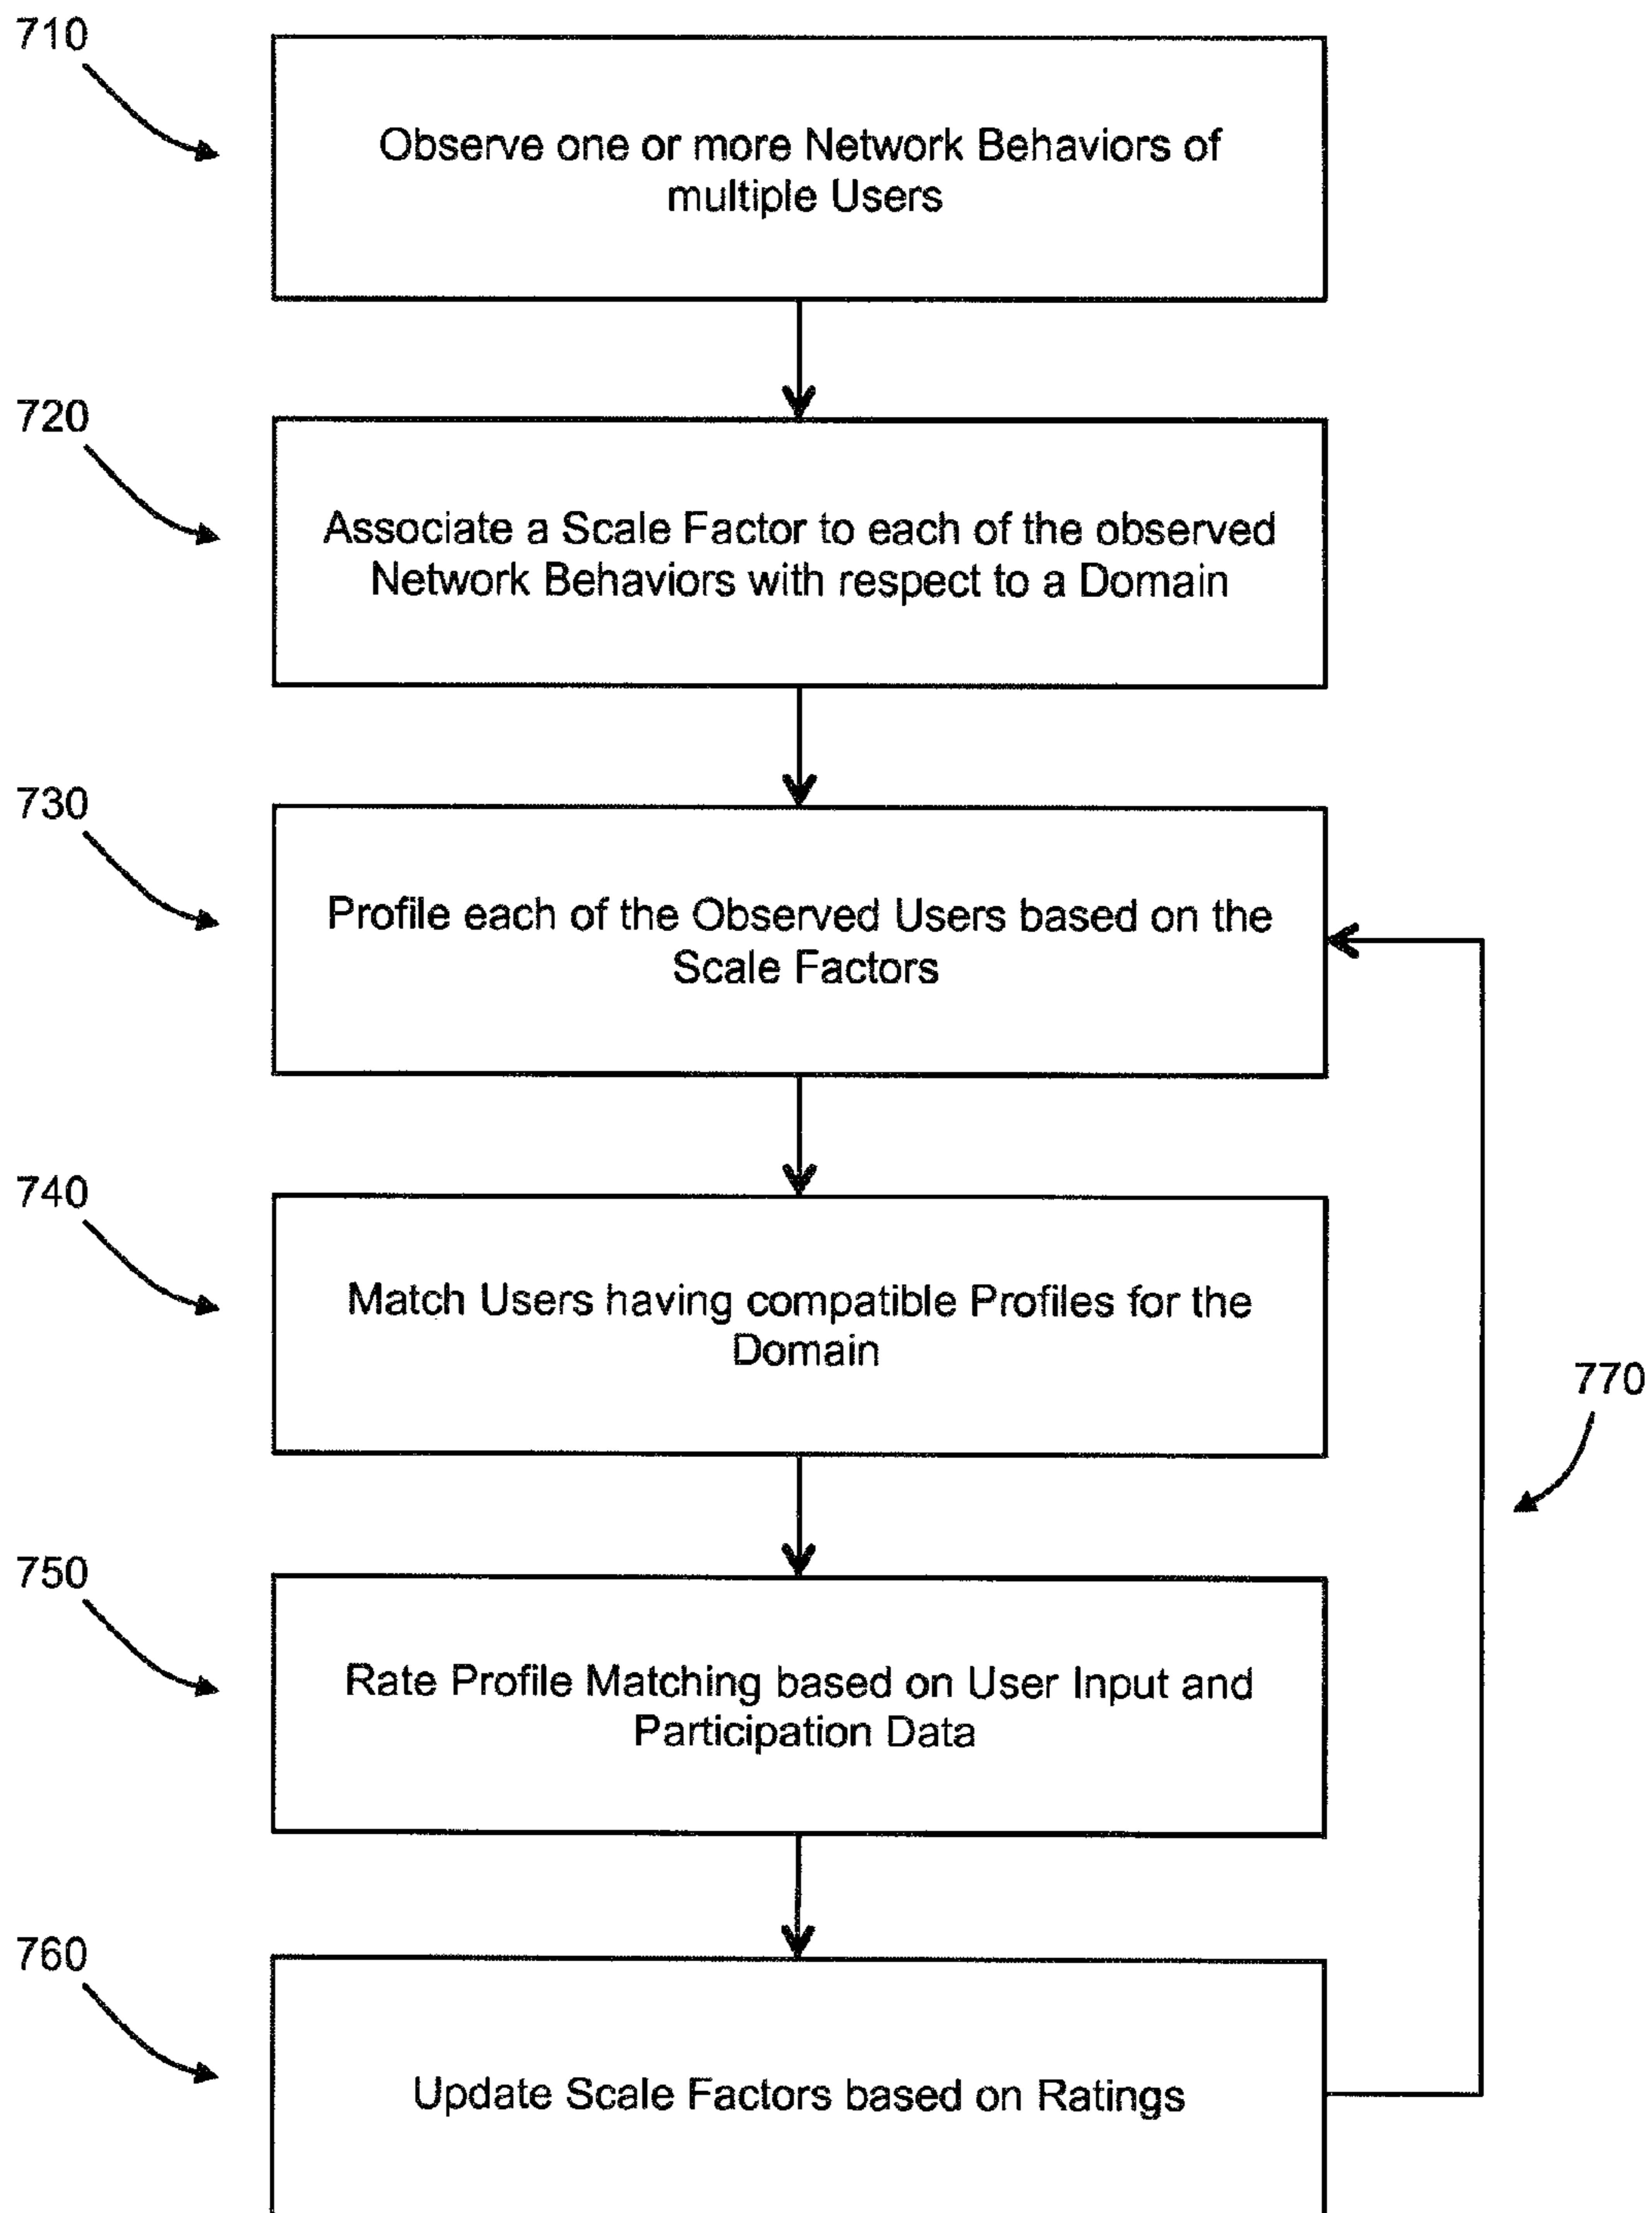 710
Observe one or more Network Behaviors of
multiple Users
720
Associate a Scale Factor to each of the observed
Network Behaviors with respect to a Domain
730
Profile each of the Observed Users based on the
Scale Factors
740
Match Users having compatible Profiles for the
Domain
770
750
Rate Profile Matching based on User Input and
Participation Data
760
Update Scale Factors based on Ratings